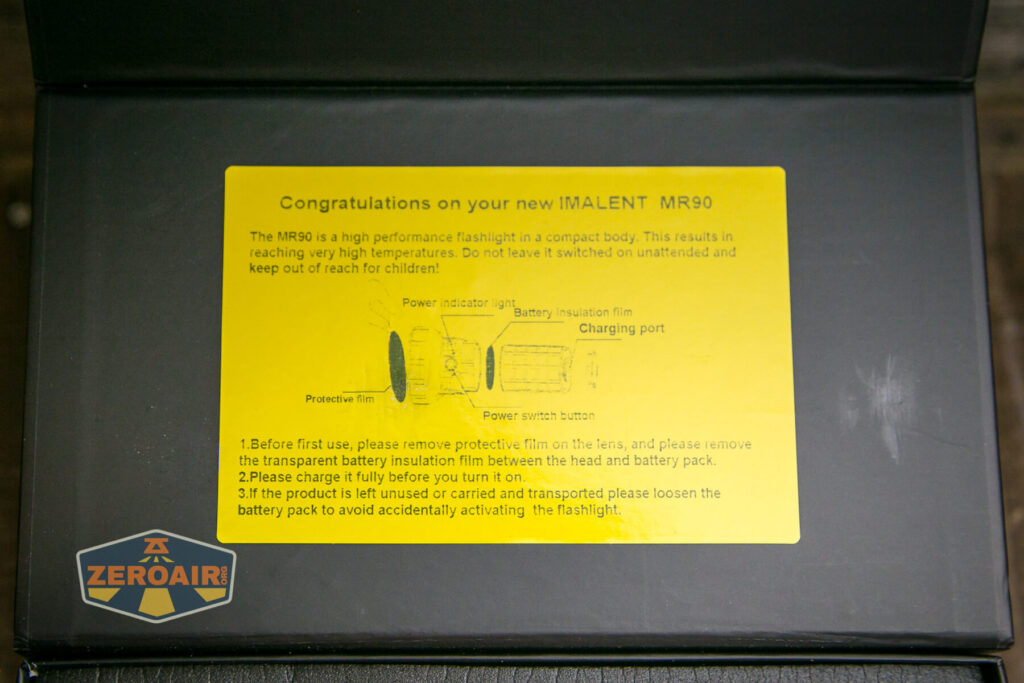 Congratulations on your new IMALENT MR90
The MR90 is a high performance flashlight in a compact body. This results in
reaching very high temperatures. Do not leave it switched on unattended and
keep out of reach for children!
Power indicator light
Battery insulation film
Charging port
Protective film
Power switch button
1.Before first use, please remove protective film on the lens, and please remove
the transparent battery insulation film between the head and battery pack.
2.Please charge it fully before you turn it on.
3.If the product is left unused or carried and transported please loosen the
battery pack to avoid accidentally activating the flashlight.
ZEROAIR.ORG